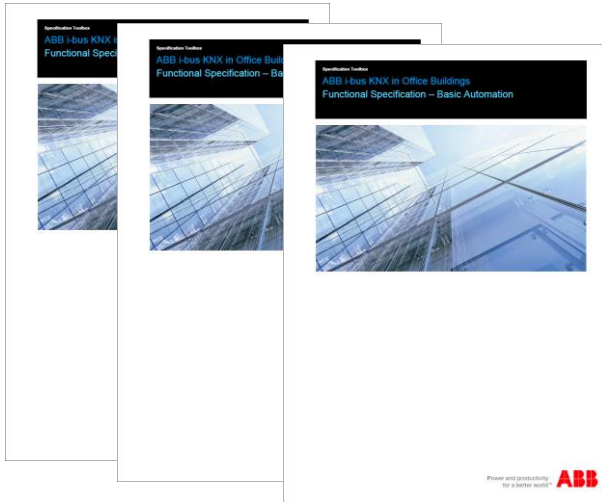 Specification Toolbox
ABB i-bus KNX i
Functional Speci
Specification Toolbox
ABB i-bus KNX in Office Build
Functional Specification – Ba
Specification Toolbox
ABB i-bus KNX in Office Buildings
Functional Specification – Basic Automation
Power and productivity
for a better world™
ABB